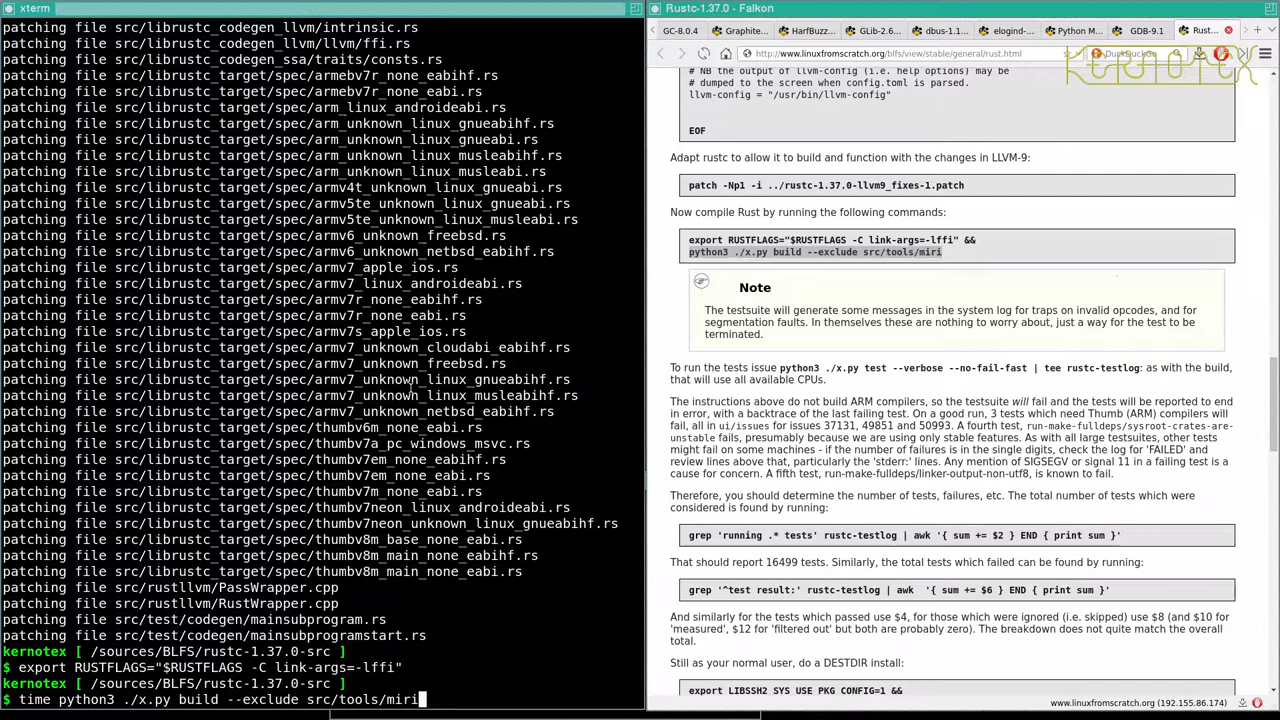 xterm
patching file src/librustc_codegen_llvm/intrinsic.rs
patching file src/librustc_codegen_llvm/llvm/ffi.rs
patching file src/librustc_codegen_ssa/traits/consts.rs
patching file src/librustc_target/spec/armebv7r_none_eabihf.rs
patching file src/librustc_target/spec/armebv7r_none_eabi.rs
patching file src/librustc_target/spec/arm_linux_androideabi.rs
patching file src/librustc_target/spec/arm_unknown_linux_gnueabihf.rs
patching file src/librustc_target/spec/arm_unknown_linux_gnueabi.rs
patching file src/librustc_target/spec/arm_unknown_linux_musleabihf.rs
patching file src/librustc_target/spec/arm_unknown_linux_musleabi.rs
patching file src/librustc_target/spec/armv4t_unknown_linux_gnueabi.rs
patching file src/librustc_target/spec/armv5te_unknown_linux_gnueabi.rs
patching file src/librustc_target/spec/armv5te_unknown_linux_musleabi.rs
patching file src/librustc_target/spec/armv6_unknown_freebsd.rs
patching file src/librustc_target/spec/armv6_unknown_netbsd_eabihf.rs
patching file src/librustc_target/spec/armv7_apple_ios.rs
patching file src/librustc_target/spec/armv7_linux_androideabi.rs
patching file src/librustc_target/spec/armv7r_none_eabihf.rs
patching file src/librustc_target/spec/armv7r_none_eabi.rs
patching file src/librustc_target/spec/armv7s_apple_ios.rs
patching file src/librustc_target/spec/armv7_unknown_cloudabi_eabihf.rs
patching file src/librustc_target/spec/armv7_unknown_freebsd.rs
patching file src/librustc_target/spec/armv7_unknown_linux_gnueabihf.rs
patching file src/librustc_target/spec/armv7_unknown_linux_musleabihf.rs
patching file src/librustc_target/spec/armv7_unknown_netbsd_eabihf.rs
patching file src/librustc_target/spec/thumbv6m_none_eabi.rs
patching file src/librustc_target/spec/thumbv7a_pc_windows_msvc.rs
patching file src/librustc_target/spec/thumbv7em_none_eabihf.rs
patching file src/librustc_target/spec/thumbv7em_none_eabi.rs
patching file src/librustc_target/spec/thumbv7m_none_eabi.rs
patching file src/librustc_target/spec/thumbv7neon_linux_androideabi.rs
patching file src/librustc_target/spec/thumbv7neon_unknown_linux_gnueabihf.rs
patching file src/librustc_target/spec/thumbv8m_base_none_eabi.rs
patching file src/librustc_target/spec/thumbv8m_main_none_eabihf.rs
patching file src/librustc_target/spec/thumbv8m_main_none_eabi.rs
patching file src/rustllvm/PassWrapper.cpp
patching file src/rustllvm/RustWrapper.cpp
patching file src/test/codegen/mainsubprogram.rs
patching file src/test/codegen/mainsubprogramstart.rs
kernotex [ /sources/BLFS/rustc-1.37.0-src ]
$ export RUSTFLAGS="$RUSTFLAGS -C link-args=-lffi"
kernotex [ /sources/BLFS/rustc-1.37.0-src ]
$ time python3 ./x.py build --exclude src/tools/miri
Rustc-1.37.0 - Falkon
GC-8.0.4 Graphite... HarfBuzz... GLib-2.6... dbus-1.1... elogind-... Python M... GDB-9.1 Rust...
http://www.linuxfromscratch.org/blfs/view/stable/general/rust.html DuckDuckGo
KERNOTEX
# NB the output of llvm-config (i.e. help options) may be
# dumped to the screen when config.toml is parsed.
llvm-config = "/usr/bin/llvm-config"
EOF
Adapt rustc to allow it to build and function with the changes in LLVM-9:
patch -Np1 -i ../rustc-1.37.0-llvm9_fixes-1.patch
Now compile Rust by running the following commands:
export RUSTFLAGS="$RUSTFLAGS -C link-args=-lffi" &&
python3 ./x.py build --exclude src/tools/miri
Note
The testsuite will generate some messages in the system log for traps on invalid opcodes, and for
segmentation faults. In themselves these are nothing to worry about, just a way for the test to be
terminated.
To run the tests issue python3 ./x.py test --verbose --no-fail-fast | tee rustc-testlog: as with the build,
that will use all available CPUs.
The instructions above do not build ARM compilers, so the testsuite will fail and the tests will be reported to end
in error, with a backtrace of the last failing test. On a good run, 3 tests which need Thumb (ARM) compilers will
fail, all in ui/issues for issues 37131, 49851 and 50993. A fourth test, run-make-fulldeps/sysroot-crates-are-
unstable fails, presumably because we are using only stable features. As with all large testsuites, other tests
might fail on some machines - if the number of failures is in the single digits, check the log for 'FAILED' and
review lines above that, particularly the 'stderr:' lines. Any mention of SIGSEGV or signal 11 in a failing test is a
cause for concern. A fifth test, run-make-fulldeps/linker-output-non-utf8, is known to fail.
Therefore, you should determine the number of tests, failures, etc. The total number of tests which were
considered is found by running:
grep 'running .* tests' rustc-testlog | awk '{ sum += $2 } END { print sum }'
That should report 16499 tests. Similarly, the total tests which failed can be found by running:
grep '^test result:' rustc-testlog | awk  '{ sum += $6 } END { print sum }'
And similarly for the tests which passed use $4, for those which were ignored (i.e. skipped) use $8 (and $10 for
'measured', $12 for 'filtered out' but both are probably zero). The breakdown does not quite match the overall
total.
Still as your normal user, do a DESTDIR install:
export LIBSSH2_SYS_USE_PKG_CONFIG=1 &&
www.linuxfromscratch.org (192.155.86.174)